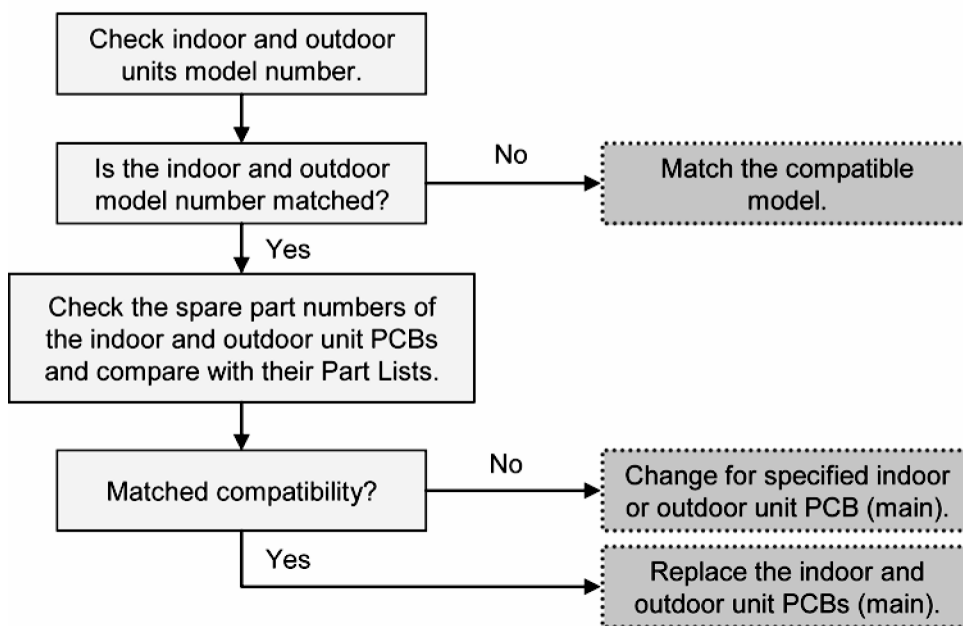 Check indoor and outdoor
units model number.
Is the indoor and outdoor
model number matched?
No
Match the compatible
model.
Yes
Check the spare part numbers of
the indoor and outdoor unit PCBs
and compare with their Part Lists.
Matched compatibility?
No
Change for specified indoor
or outdoor unit PCB (main).
Yes
Replace the indoor and
outdoor unit PCBs (main).